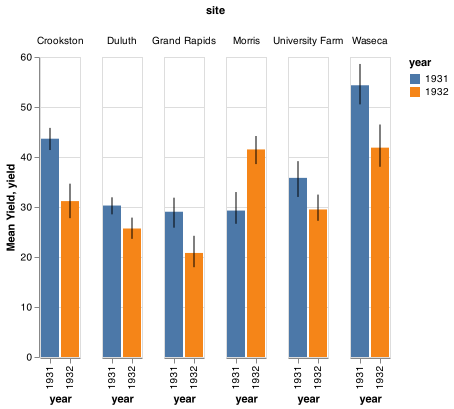 site
Crookston Duluth Grand Rapids Morris University Farm Waseca
year
1931
1932
Mean Yield, yield
60
50
40
30
20
10
0
1931 1932 1931 1932 1931 1932 1931 1932 1931 1932 1931 1932
year year year year year year